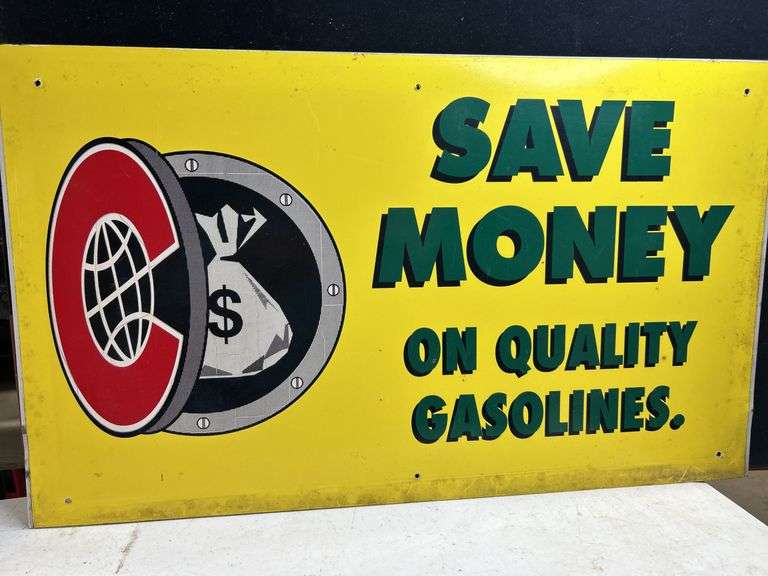 $
SAVE
MONEY
ON QUALITY
GASOLINES.